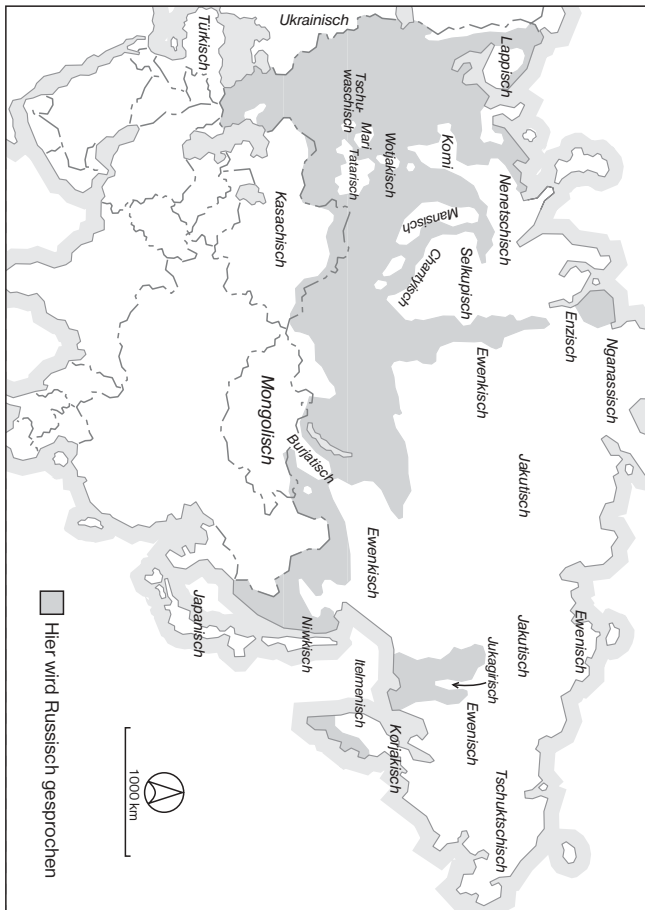 Ukrainisch
Türkisch
Lappisch
Tschu-
waschisch
Mari
Tatarisch
Wotjakisch
Komi
Nenetschisch
Mansisch
Chantyisch
Selkupisch
Kasachisch
Enzisch
Nganassisch
Ewenkisch
Mongolisch
Burjatisch
Jakutisch
Ewenkisch
Japanisch
Niwkisch
Itelmenisch
Korjakisch
Jukagirisch
Jakutisch
Ewenisch
Ewenisch
Tschuktschisch
Hier wird Russisch gesprochen
1000 km